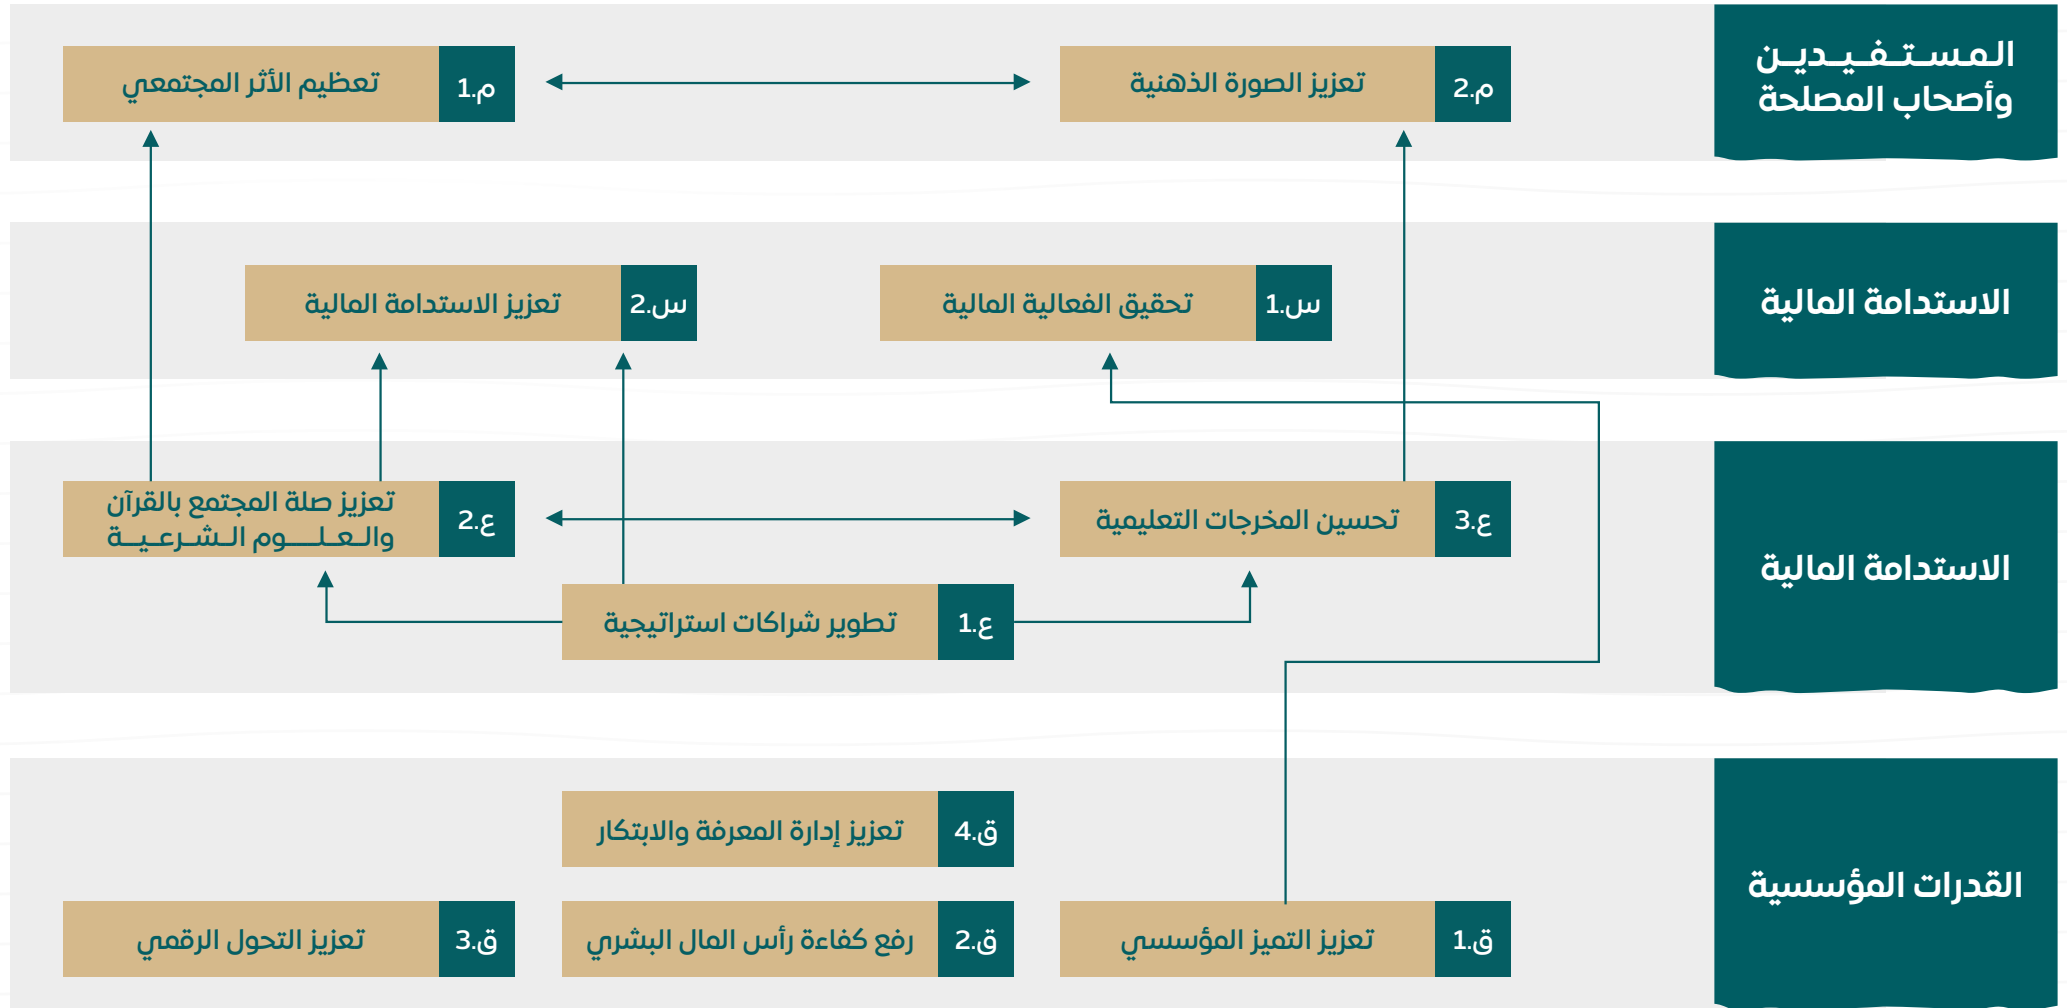 المستفيدين
وأصحاب المصلحة
م.2
تعزيز الصورة الذهنية
م.1
تعظيم الأثر المجتمعي
الاستدامة المالية
س.1
تحقيق الفعالية المالية
س.2
تعزيز الاستدامة المالية
الاستدامة المالية
ع.3
تحسين المخرجات التعليمية
ع.2
تعزيز صلة المجتمع بالقرآن
والعلوم الشرعية
ع.1
تطوير شراكات استراتيجية
القدرات المؤسسية
ق.4
تعزيز إدارة المعرفة والابتكار
ق.1
تعزيز التميز المؤسسي
ق.2
رفع كفاءة رأس المال البشري
ق.3
تعزيز التحول الرقمي